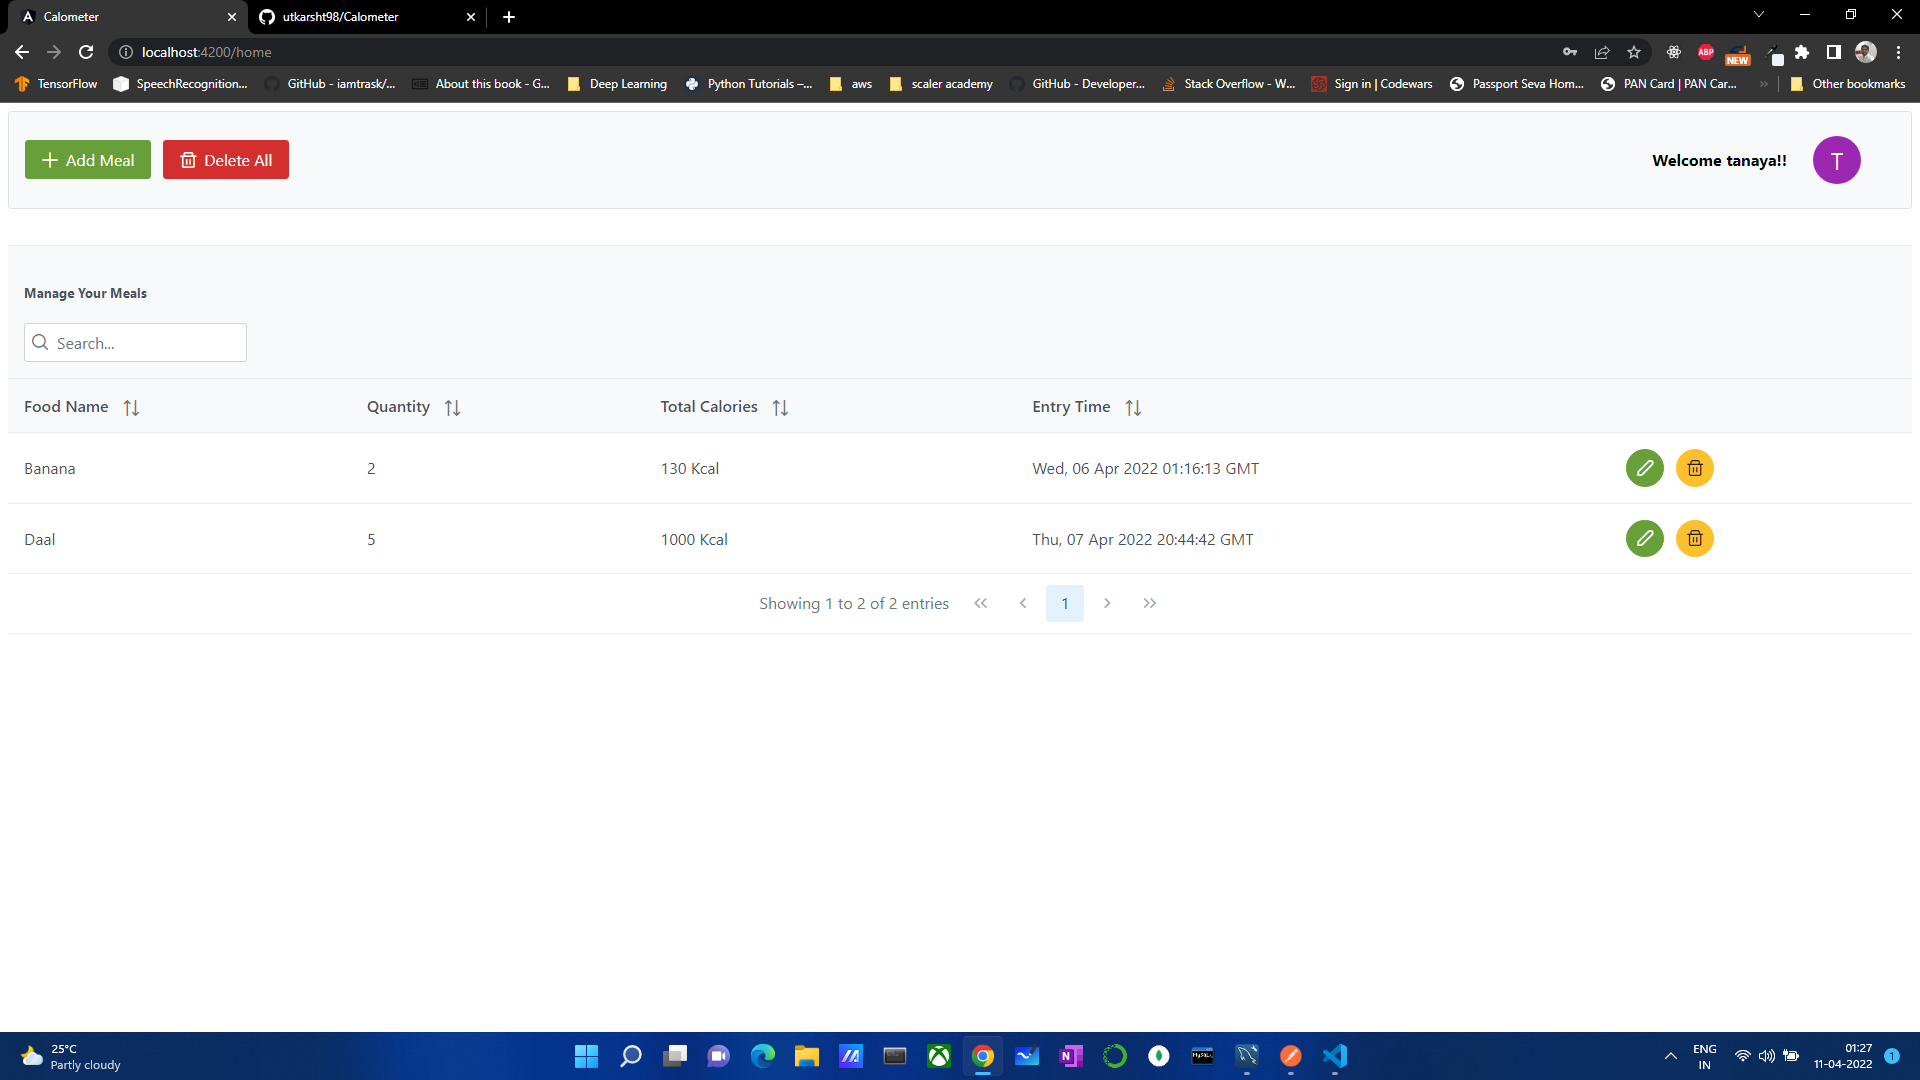 Calometer
utkarsht98/Calometer
localhost:4200/home
ABP
NEW
TensorFlow
SpeechRecognition...
GitHub - iamtrask/...
About this book - G...
Deep Learning
Python Tutorials –...
aws
scaler academy
GitHub - Developer...
Stack Overflow - W...
Sign in | Codewars
Passport Seva Hom...
PAN Card | PAN Car...
Other bookmarks
Add Meal
Delete All
Welcome tanaya!!
T
Manage Your Meals
Search...
Food Name Quantity Total Calories Entry Time
Banana 2 130 Kcal Wed, 06 Apr 2022 01:16:13 GMT
Daal 5 1000 Kcal Thu, 07 Apr 2022 20:44:42 GMT
Showing 1 to 2 of 2 entries
1
25°C
Partly cloudy
N
MySQL
ENG
IN
01:27
11-04-2022
1